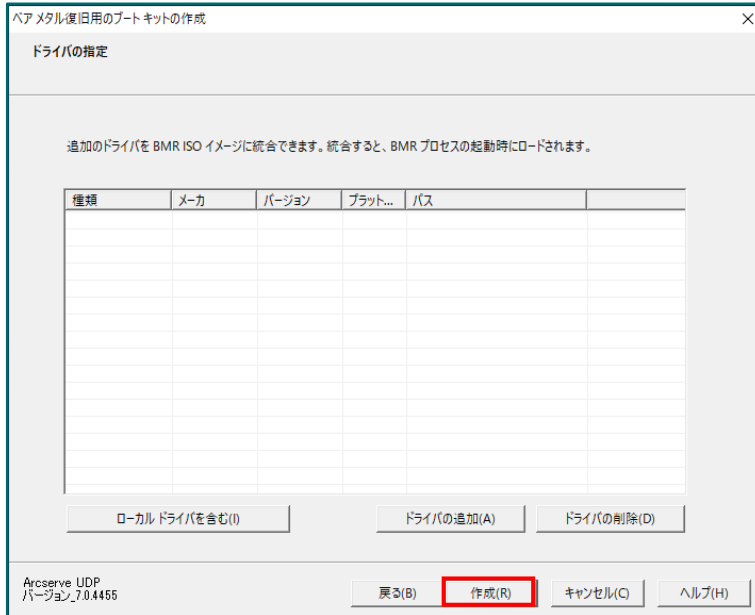 ベア メタル復旧用のブート キットの作成
ドライバの指定
追加のドライバを BMR ISO イメージに統合できます。統合すると、BMR プロセスの起動時にロードされます。
種類 メーカ バージョン プラット... パス
ローカル ドライバを含む(I) ドライバの追加(A) ドライバの削除(D)
Arcserve UDP
バージョン_7.0.4455
戻る(B) 作成(R) キャンセル(C) ヘルプ(H)